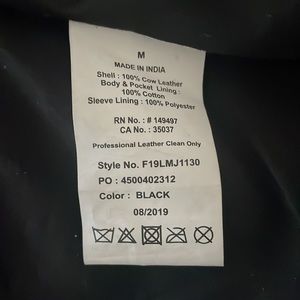 M
MADE IN INDIA
Shell : 100% Cow Leather
Body & Pocket Lining :
100% Cotton
Sleeve Lining : 100% Polyester
RN No. : # 149497
CA No. : 35037
Professional Leather Clean Only
Style No. F19LMJ1130
PO : 4500402312
Color : BLACK
08/2019